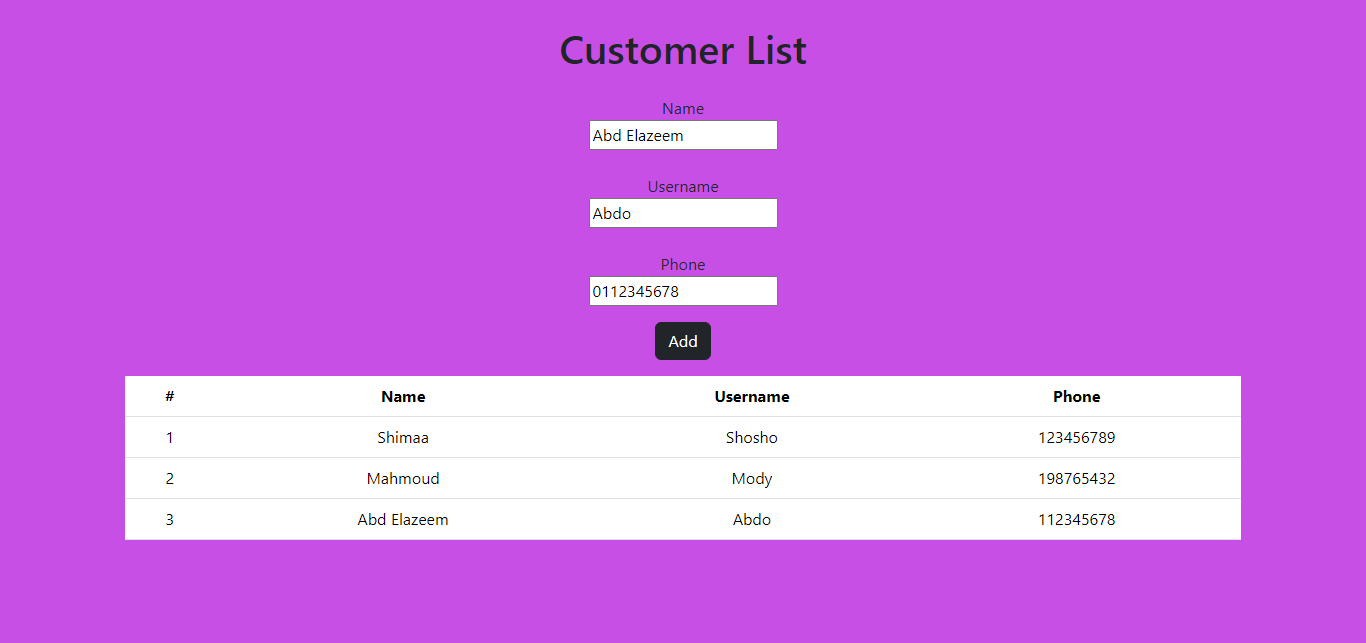 Customer List
Name
Abd Elazeem
Username
Abdo
Phone
0112345678
Add
# Name Username Phone
1 Shimaa Shosho 123456789
2 Mahmoud Mody 198765432
3 Abd Elazeem Abdo 112345678